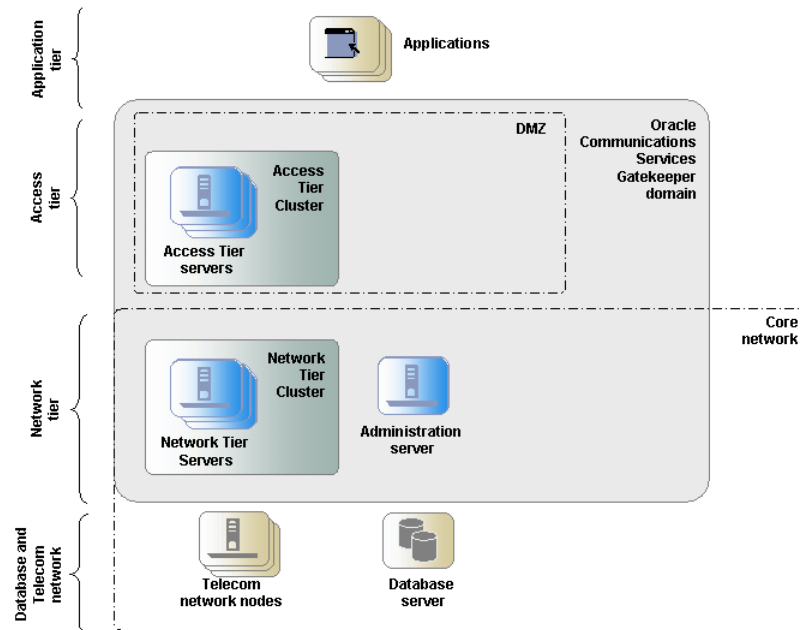 Application
tier
Applications
Access
tier
DMZ
Oracle
Communications
Services
Gatekeeper
domain
Access
Tier
Cluster
Access Tier
servers
Core
network
Network
tier
Network
Tier
Cluster
Network Tier
Servers
Administration
server
Database and
Telecom
network
Telecom
network nodes
Database
server